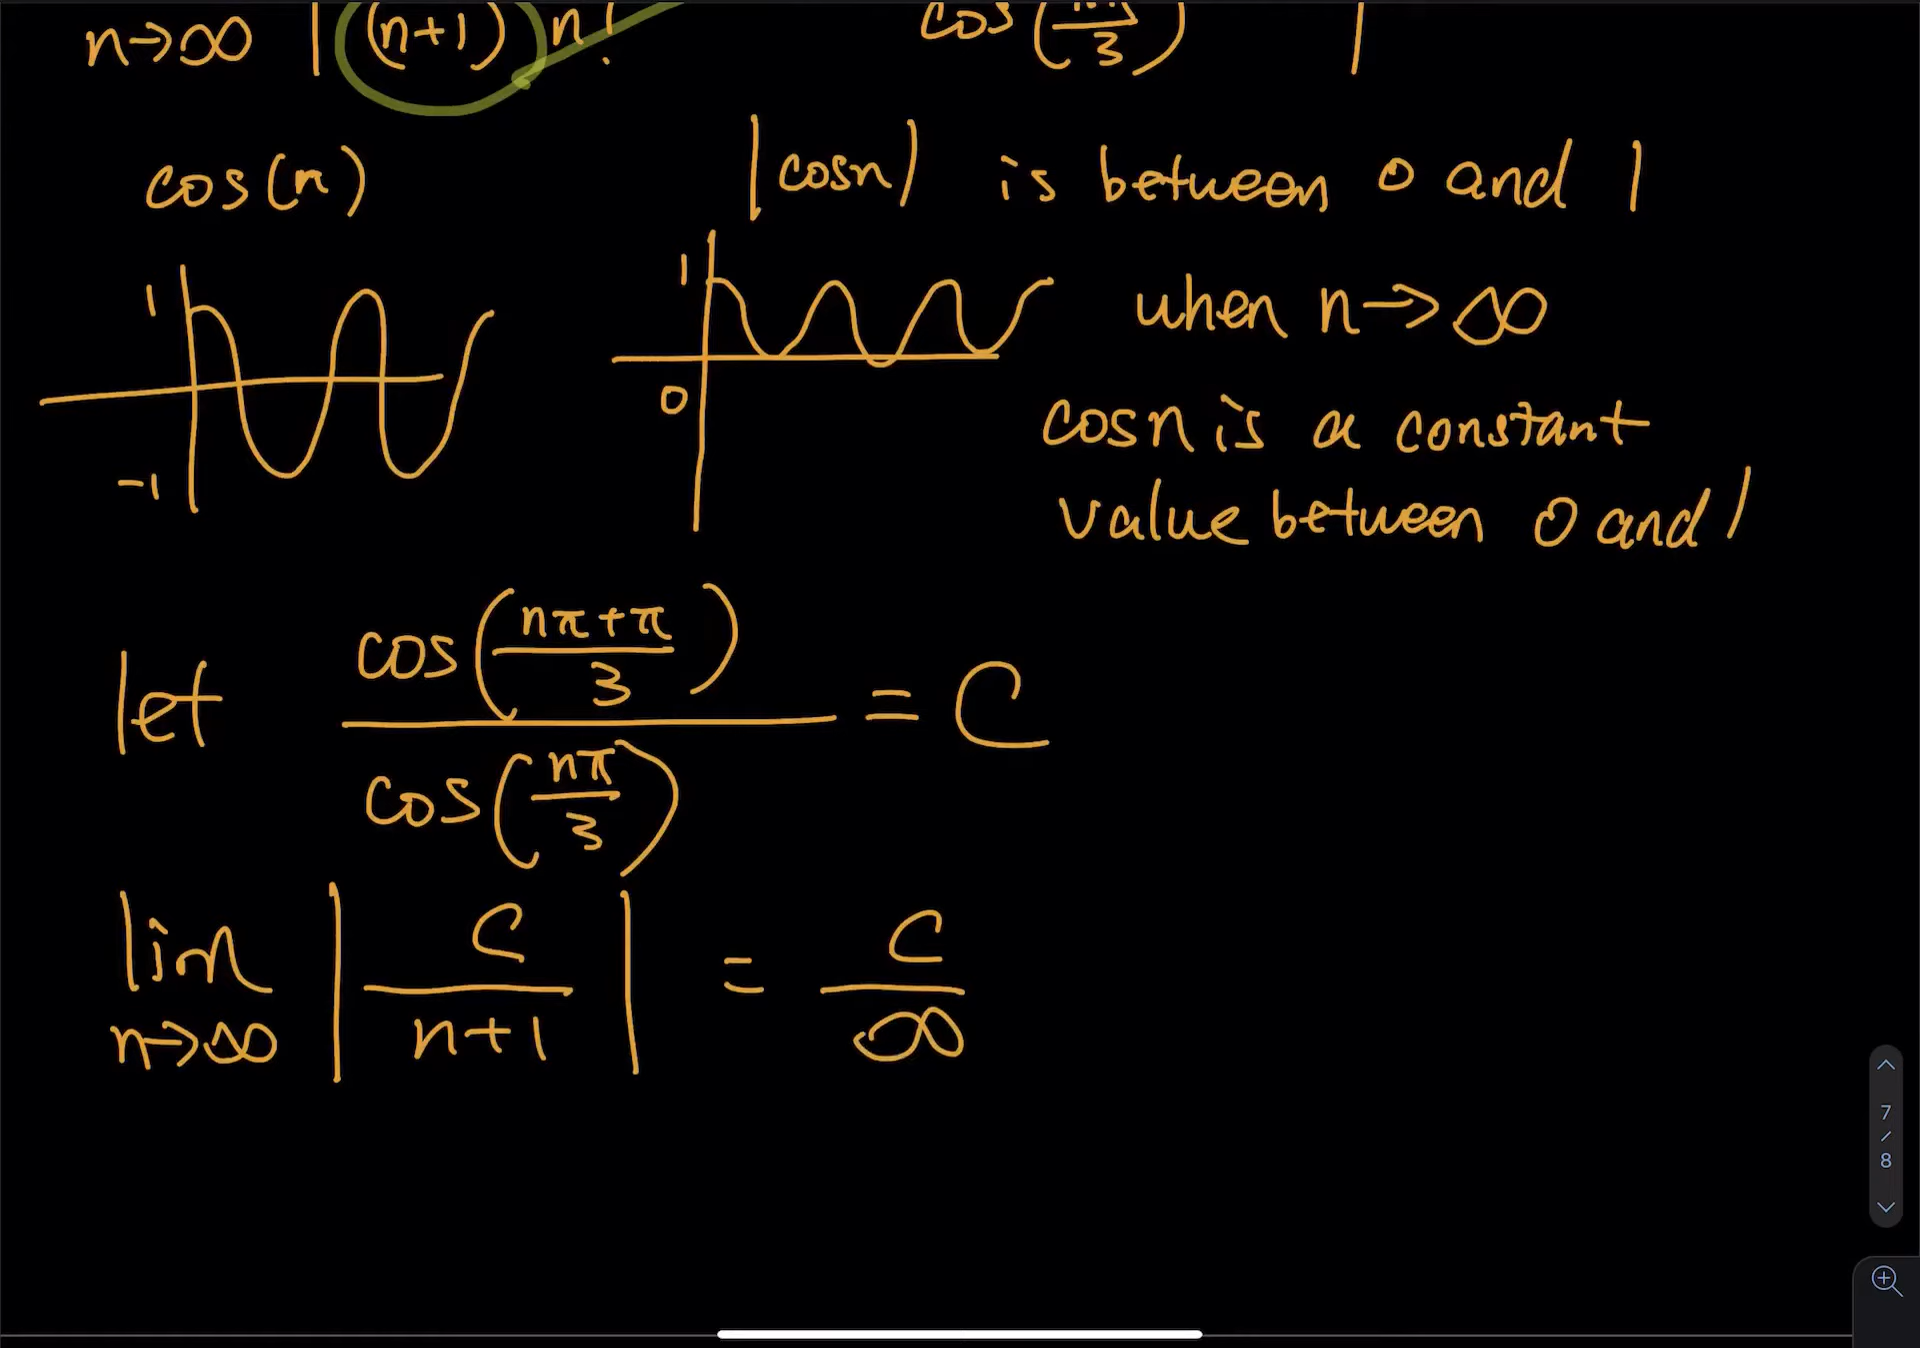 n→∞ | (n+1) n! cos(nπ/3) |
cos(n) |cosn| is between 0 and 1
1 1 when n→∞
0 cosn is a constant
-1 value between 0 and 1
let cos((nπ+π)/3) / cos(nπ/3) = C
lim n→∞ | C/(n+1) | = C/∞
7
/
8